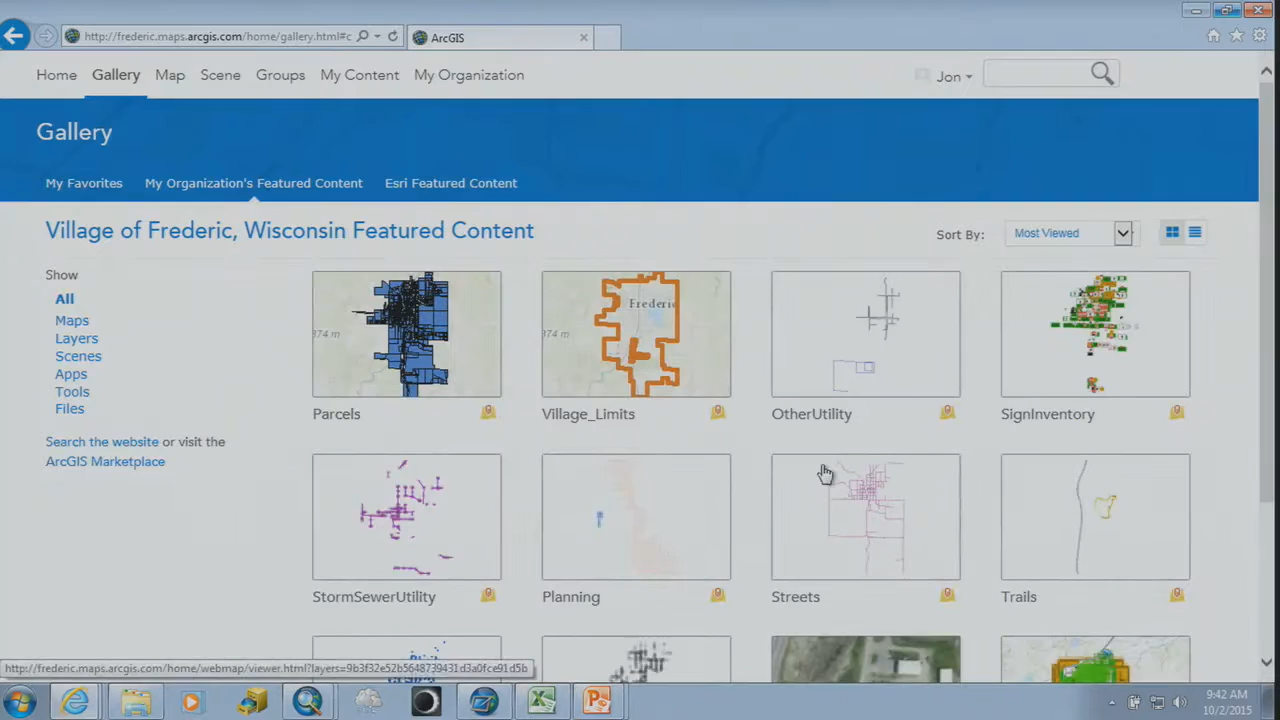 http://frederic.maps.arcgis.com/home/gallery.html#c
ArcGIS
Home Gallery Map Scene Groups My Content My Organization
Jon
Gallery
My Favorites My Organization's Featured Content Esri Featured Content
Village of Frederic, Wisconsin Featured Content
Sort By: Most Viewed
Show
All
Maps
Layers
Scenes
Apps
Tools
Files
Search the website or visit the
ArcGIS Marketplace
374 m
Frederic
374 m
Parcels Village_Limits OtherUtility SignInventory
StormSewerUtility Planning Streets Trails
http://frederic.maps.arcgis.com/home/webmap/viewer.html?layers=9b3f32e52b5648739431d3a0fce91d5b
9:42 AM
10/2/2015